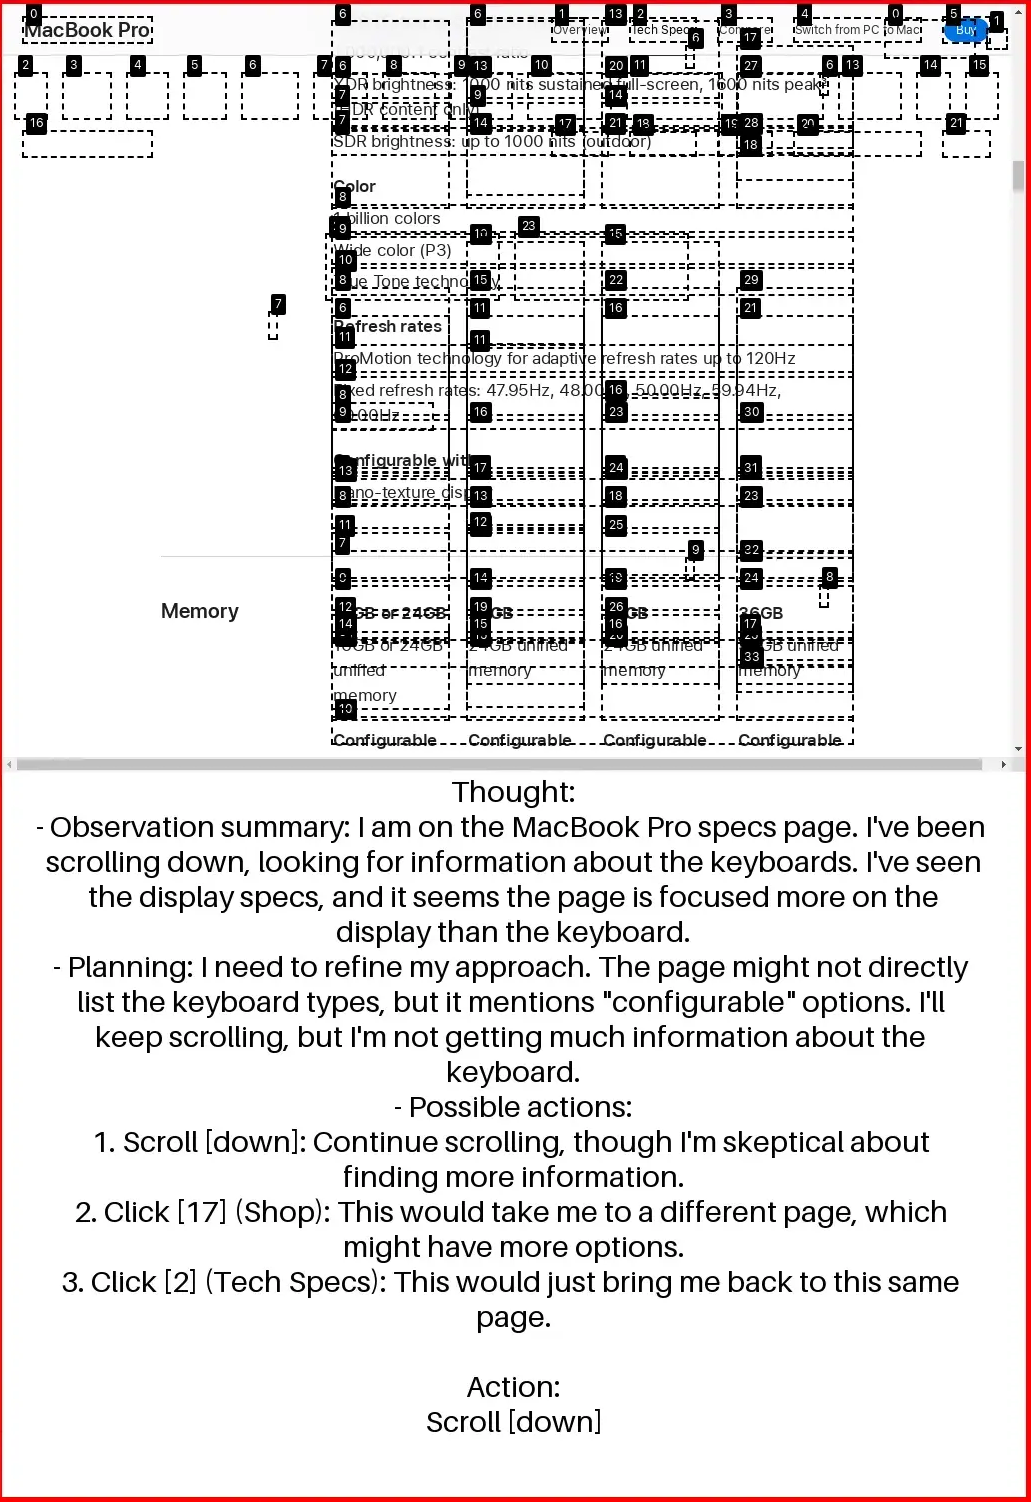 MacBook Pro Overview Tech Specs Compare Switch from PC to Mac Buy
XDR brightness: 1000 nits sustained full-screen, 1600 nits peak
(HDR content only)
SDR brightness: up to 1000 nits (outdoor)
Color
1 billion colors
Wide color (P3)
True Tone technology
Refresh rates
ProMotion technology for adaptive refresh rates up to 120Hz
Fixed refresh rates: 47.95Hz, 48.00Hz, 50.00Hz, 59.94Hz,
60.00Hz
Configurable with:
Nano-texture display
Memory
16GB or 24GB 24GB 24GB 36GB
16GB or 24GB 24GB unified 24GB unified 36GB unified
unified memory memory memory
memory
Configurable Configurable Configurable Configurable
Thought:
- Observation summary: I am on the MacBook Pro specs page. I've been
scrolling down, looking for information about the keyboards. I've seen
the display specs, and it seems the page is focused more on the
display than the keyboard.
- Planning: I need to refine my approach. The page might not directly
list the keyboard types, but it mentions "configurable" options. I'll
keep scrolling, but I'm not getting much information about the
keyboard.
- Possible actions:
1. Scroll [down]: Continue scrolling, though I'm skeptical about
finding more information.
2. Click [17] (Shop): This would take me to a different page, which
might have more options.
3. Click [2] (Tech Specs): This would just bring me back to this same
page.
Action:
Scroll [down]